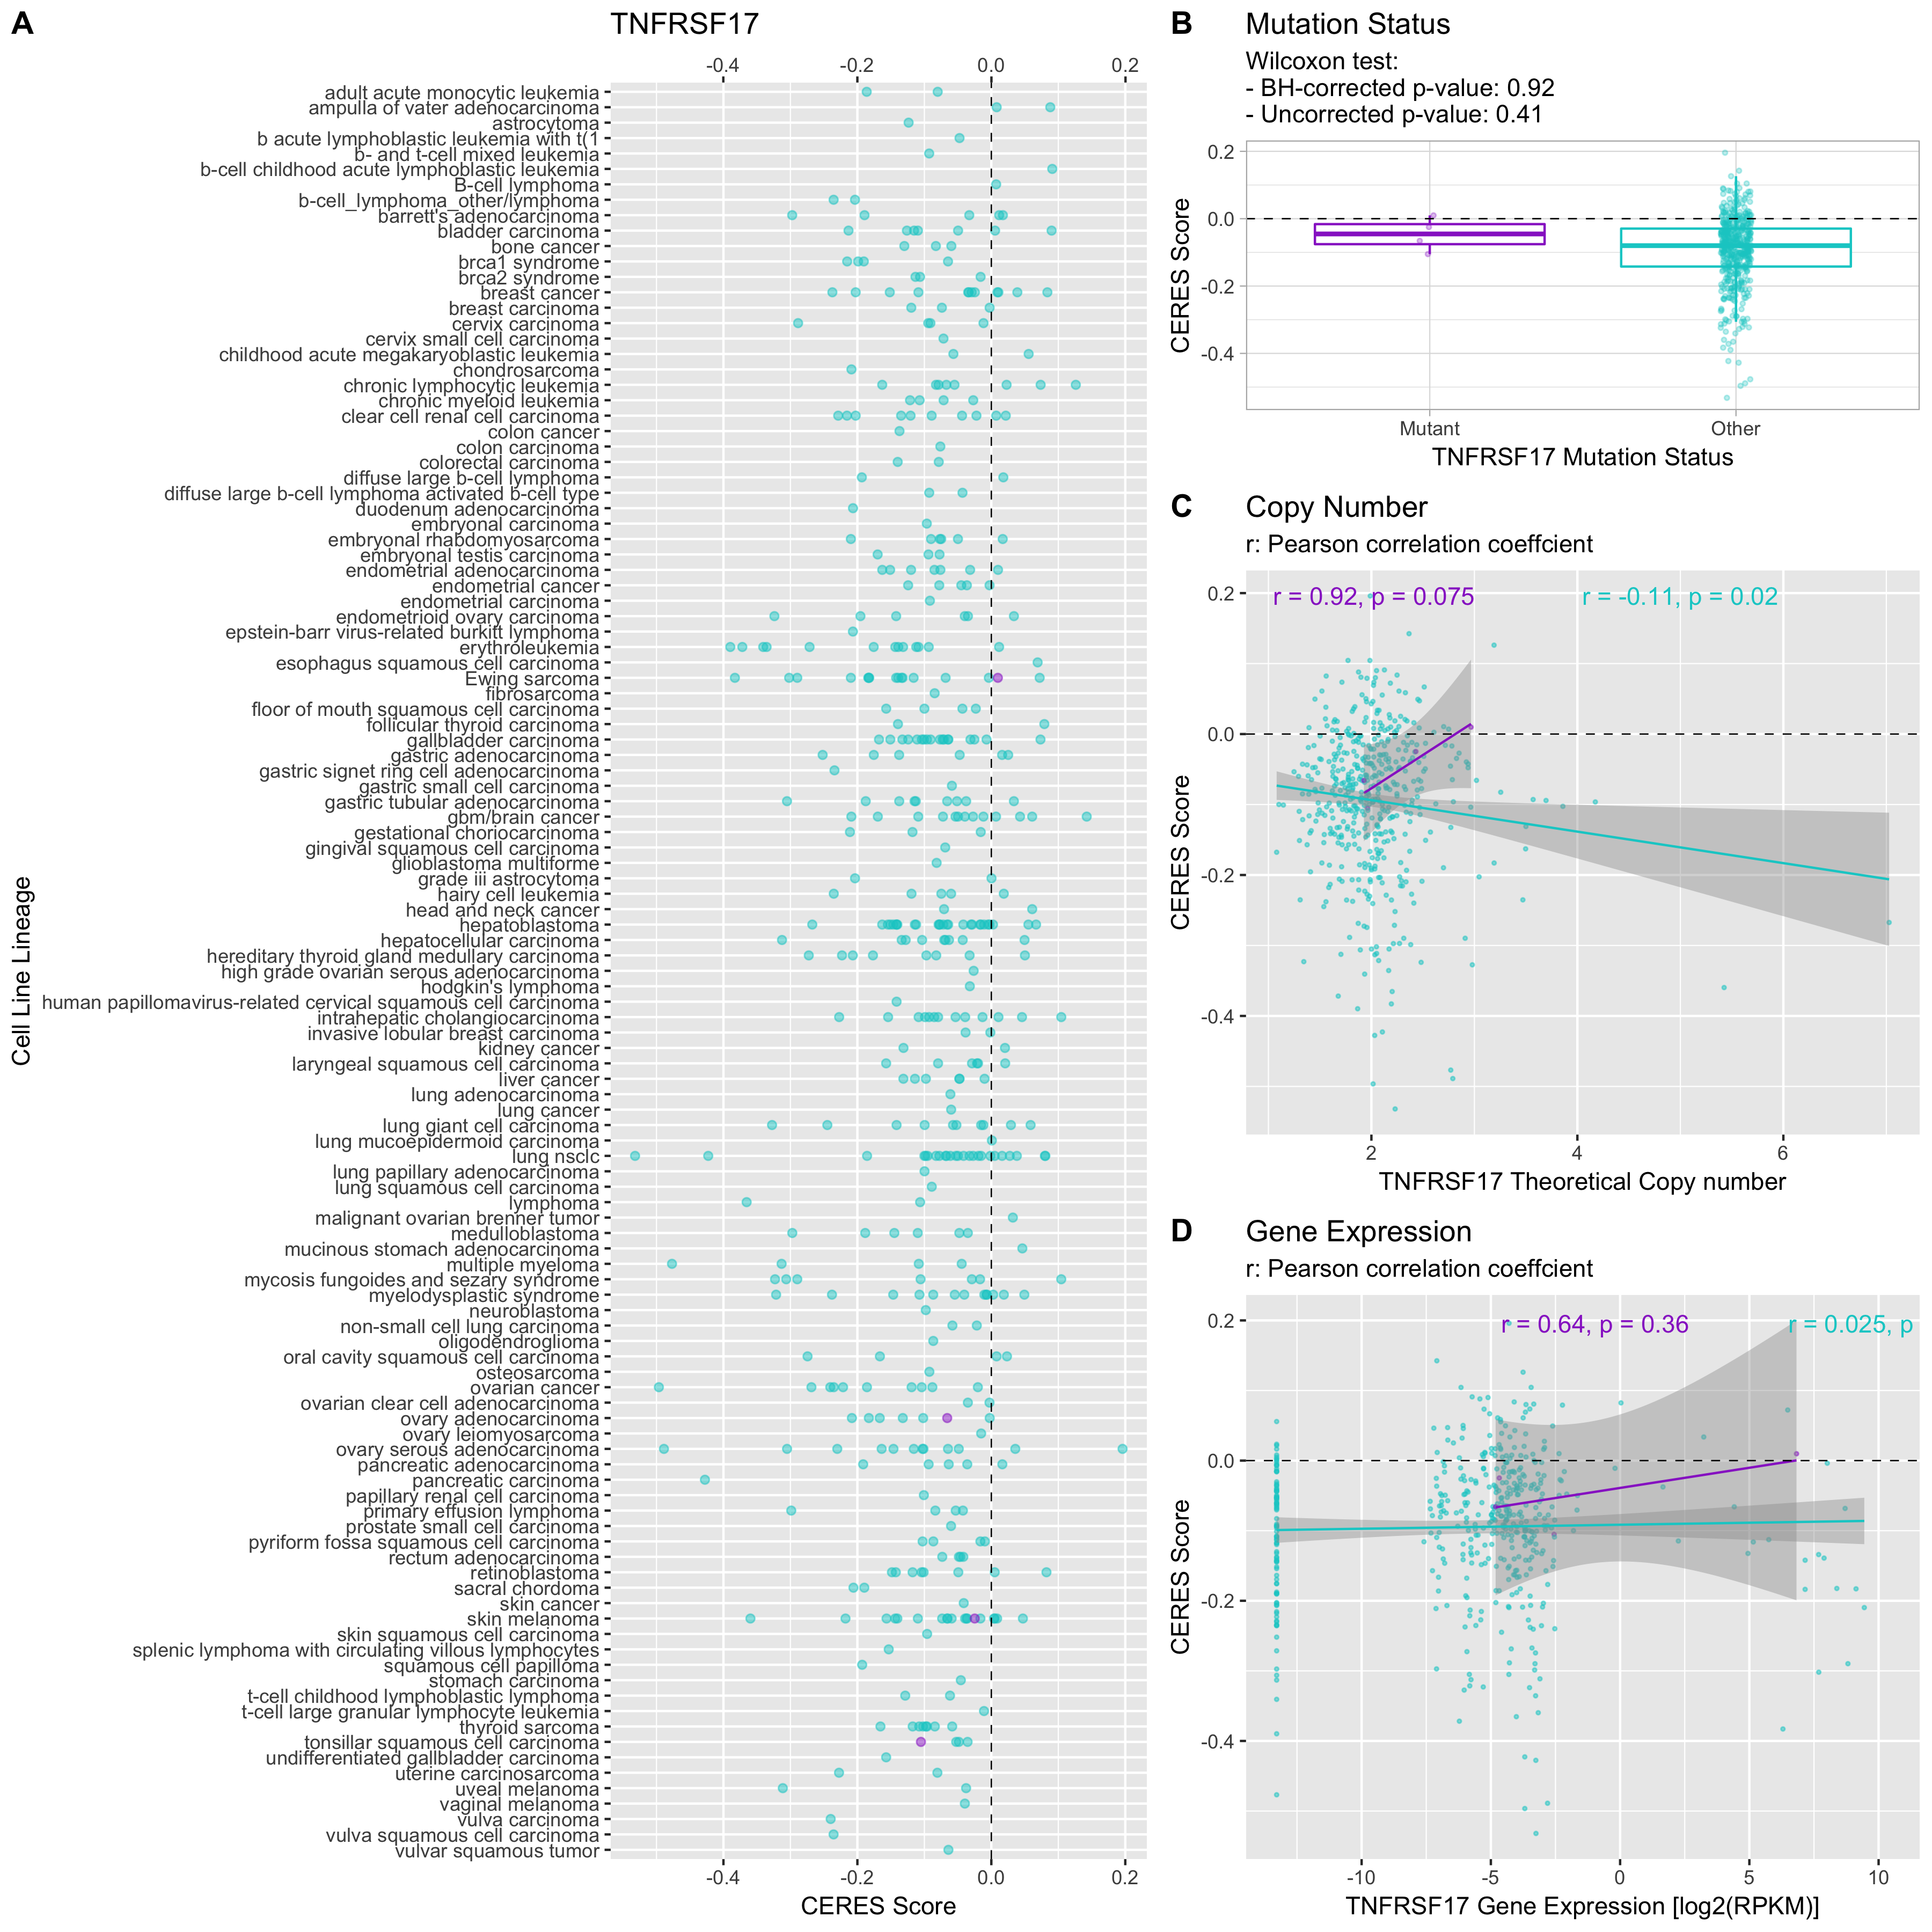 A
TNFRSF17
-0.4 -0.2 0.0 0.2
adult acute monocytic leukemia
ampulla of vater adenocarcinoma
astrocytoma
b acute lymphoblastic leukemia with t(1
b- and t-cell mixed leukemia
b-cell childhood acute lymphoblastic leukemia
B-cell lymphoma
b-cell_lymphoma_other/lymphoma
barrett's adenocarcinoma
bladder carcinoma
bone cancer
brca1 syndrome
brca2 syndrome
breast cancer
breast carcinoma
cervix carcinoma
cervix small cell carcinoma
childhood acute megakaryoblastic leukemia
chondrosarcoma
chronic lymphocytic leukemia
chronic myeloid leukemia
clear cell renal cell carcinoma
colon cancer
colon carcinoma
colorectal carcinoma
diffuse large b-cell lymphoma
diffuse large b-cell lymphoma activated b-cell type
duodenum adenocarcinoma
embryonal carcinoma
embryonal rhabdomyosarcoma
embryonal testis carcinoma
endometrial adenocarcinoma
endometrial cancer
endometrial carcinoma
endometrioid ovary carcinoma
epstein-barr virus-related burkitt lymphoma
erythroleukemia
esophagus squamous cell carcinoma
Ewing sarcoma
fibrosarcoma
floor of mouth squamous cell carcinoma
follicular thyroid carcinoma
gallbladder carcinoma
gastric adenocarcinoma
gastric signet ring cell adenocarcinoma
gastric small cell carcinoma
gastric tubular adenocarcinoma
gbm/brain cancer
gestational choriocarcinoma
gingival squamous cell carcinoma
glioblastoma multiforme
grade iii astrocytoma
hairy cell leukemia
head and neck cancer
hepatoblastoma
hepatocellular carcinoma
hereditary thyroid gland medullary carcinoma
high grade ovarian serous adenocarcinoma
hodgkin's lymphoma
human papillomavirus-related cervical squamous cell carcinoma
intrahepatic cholangiocarcinoma
invasive lobular breast carcinoma
kidney cancer
laryngeal squamous cell carcinoma
liver cancer
lung adenocarcinoma
lung cancer
lung giant cell carcinoma
lung mucoepidermoid carcinoma
lung nsclc
lung papillary adenocarcinoma
lung squamous cell carcinoma
lymphoma
malignant ovarian brenner tumor
medulloblastoma
mucinous stomach adenocarcinoma
multiple myeloma
mycosis fungoides and sezary syndrome
myelodysplastic syndrome
neuroblastoma
non-small cell lung carcinoma
oligodendroglioma
oral cavity squamous cell carcinoma
osteosarcoma
ovarian cancer
ovarian clear cell adenocarcinoma
ovary adenocarcinoma
ovary leiomyosarcoma
ovary serous adenocarcinoma
pancreatic adenocarcinoma
pancreatic carcinoma
papillary renal cell carcinoma
primary effusion lymphoma
prostate small cell carcinoma
pyriform fossa squamous cell carcinoma
rectum adenocarcinoma
retinoblastoma
sacral chordoma
skin cancer
skin melanoma
skin squamous cell carcinoma
splenic lymphoma with circulating villous lymphocytes
squamous cell papilloma
stomach carcinoma
t-cell childhood lymphoblastic lymphoma
t-cell large granular lymphocyte leukemia
thyroid sarcoma
tonsillar squamous cell carcinoma
undifferentiated gallbladder carcinoma
uterine carcinosarcoma
uveal melanoma
vaginal melanoma
vulva carcinoma
vulva squamous cell carcinoma
vulvar squamous tumor
-0.4 -0.2 0.0 0.2
CERES Score
Cell Line Lineage
B
Mutation Status
Wilcoxon test:
- BH-corrected p-value: 0.92
- Uncorrected p-value: 0.41
0.2
0.0
-0.2
-0.4
CERES Score
Mutant Other
TNFRSF17 Mutation Status
C
Copy Number
r: Pearson correlation coeffcient
r = 0.92, p = 0.075
r = -0.11, p = 0.02
0.2
0.0
-0.2
-0.4
CERES Score
2 4 6
TNFRSF17 Theoretical Copy number
D
Gene Expression
r: Pearson correlation coeffcient
r = 0.64, p = 0.36
r = 0.025, p
0.2
0.0
-0.2
-0.4
CERES Score
-10 -5 0 5 10
TNFRSF17 Gene Expression [log2(RPKM)]